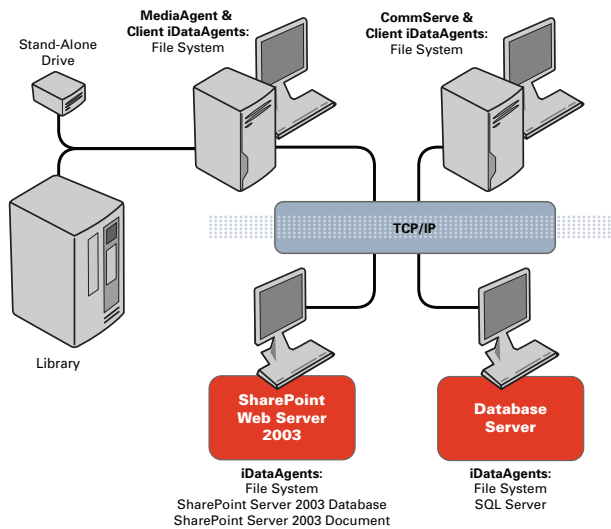 MediaAgent &
Client iDataAgents:
File System
CommServe &
Client iDataAgents:
File System
Stand-Alone
Drive
TCP/IP
Library
SharePoint
Web Server
2003
Database
Server
iDataAgents:
File System
SharePoint Server 2003 Database
SharePoint Server 2003 Document
iDataAgents:
File System
SQL Server